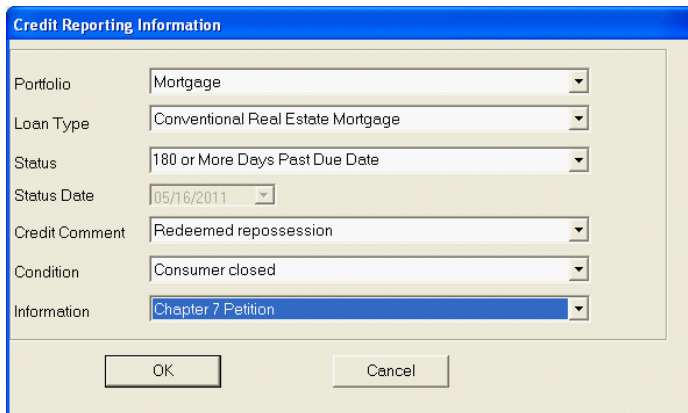 Credit Reporting Information
Portfolio Mortgage
Loan Type Conventional Real Estate Mortgage
Status 180 or More Days Past Due Date
Status Date 05/16/2011
Credit Comment Redeemed repossession
Condition Consumer closed
Information Chapter 7 Petition
OK Cancel